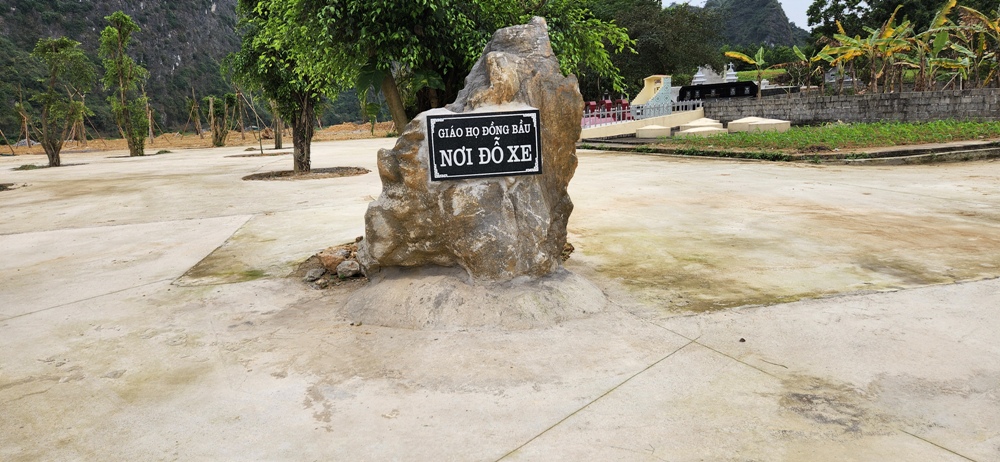 GIÁO HỌ ĐỒNG BẦU
NƠI ĐỖ XE